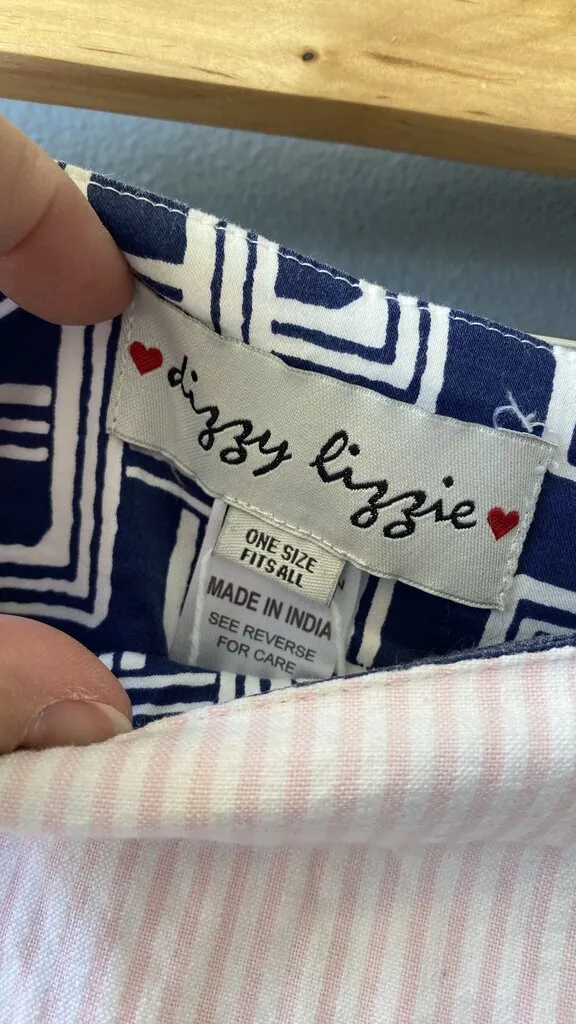 dizzy lizzie
ONE SIZE
FITS ALL
MADE IN INDIA
SEE REVERSE
FOR CARE